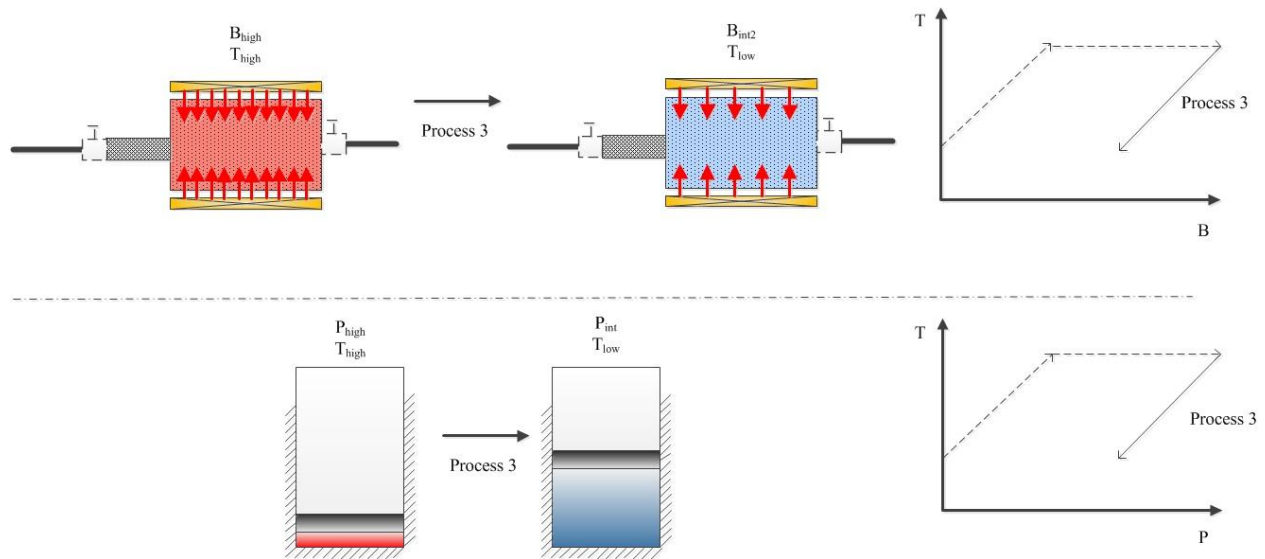 B_high
T_high
Process 3
B_int2
T_low
T
Process 3
B
P_high
T_high
Process 3
P_int
T_low
T
Process 3
P